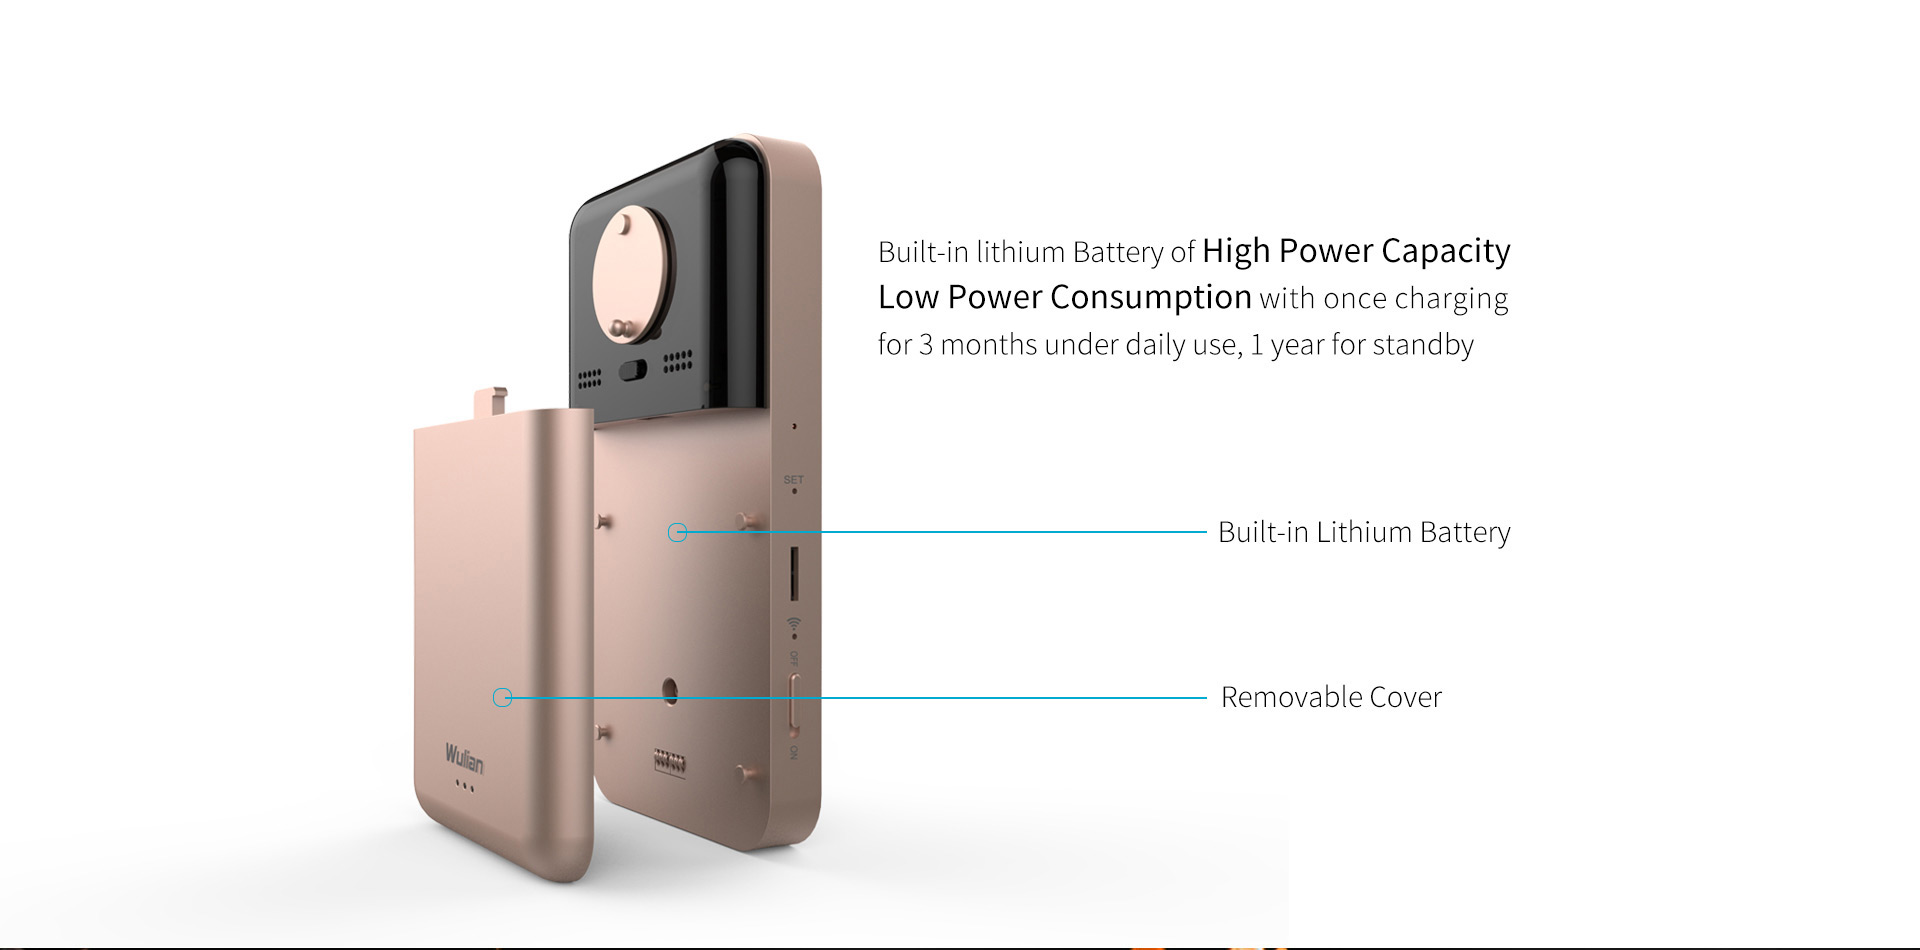 Built-in lithium Battery of High Power Capacity
Low Power Consumption with once charging
for 3 months under daily use, 1 year for standby
SET
Built-in Lithium Battery
OFF
Removable Cover
ON
Wulian